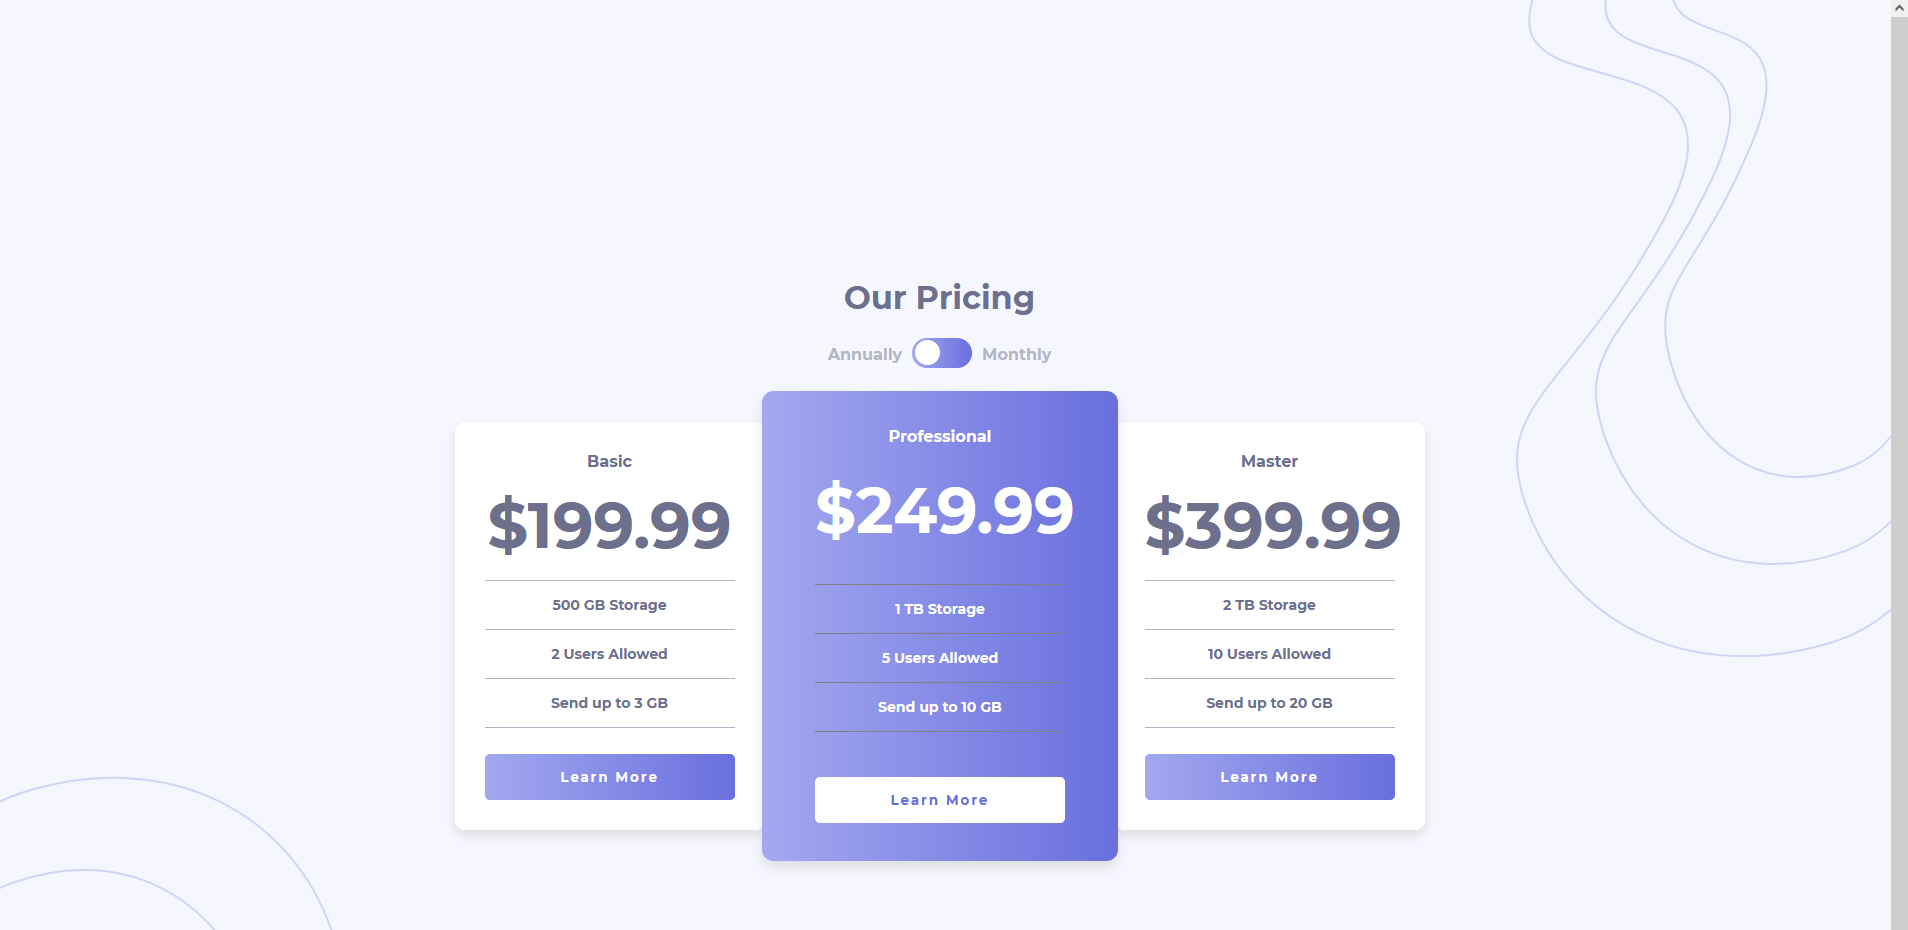 Our Pricing
Annually Monthly
Basic
$199.99
500 GB Storage
2 Users Allowed
Send up to 3 GB
Learn More
Professional
$249.99
1 TB Storage
5 Users Allowed
Send up to 10 GB
Learn More
Master
$399.99
2 TB Storage
10 Users Allowed
Send up to 20 GB
Learn More